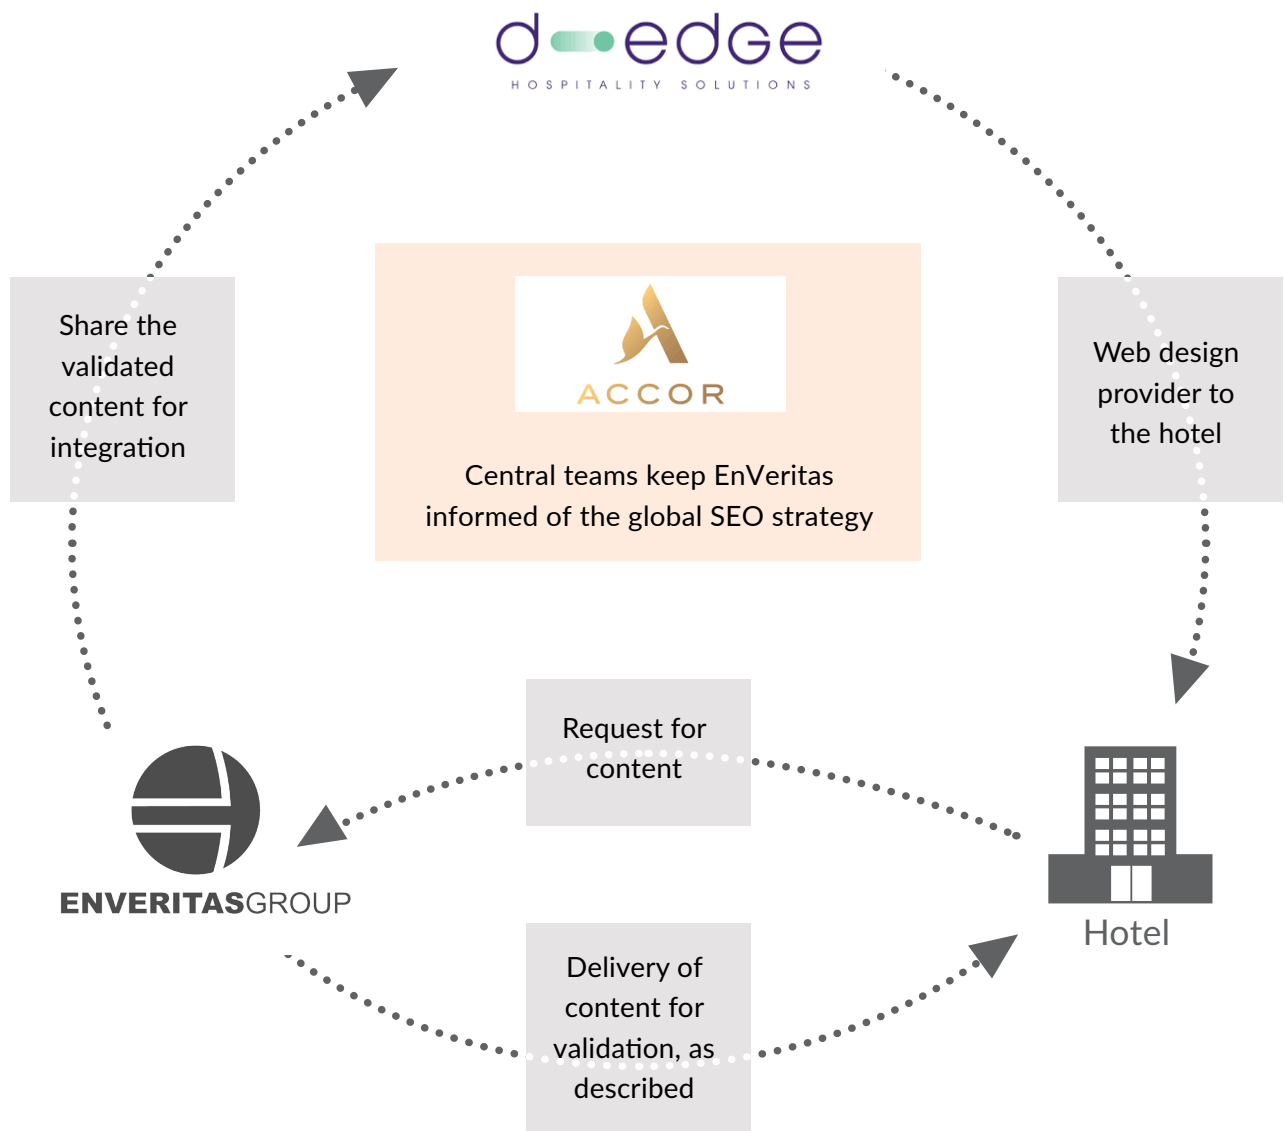 d edge
HOSPITALITY SOLUTIONS
Share the
validated
content for
integration
ACCOR
Central teams keep EnVeritas
informed of the global SEO strategy
Web design
provider to
the hotel
Request for
content
ENVERITASGROUP
Hotel
Delivery of
content for
validation, as
described